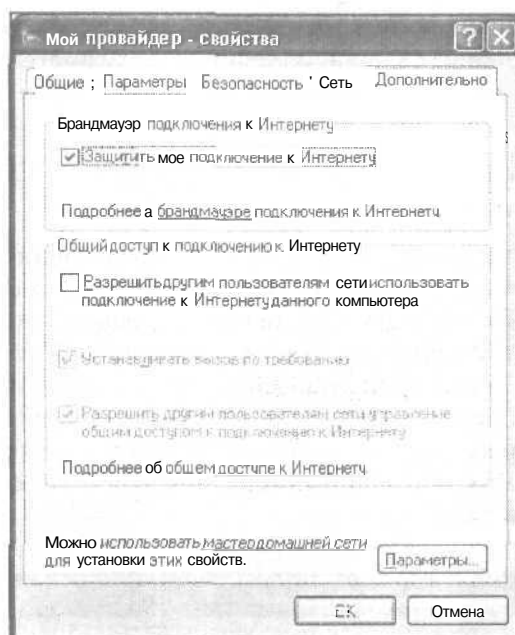 Мой провайдер - свойства
Общие ; Параметры Безопасность ' Сеть Дополнительно
Брандмауэр подключения к Интернету
Защитить мое подключение к Интернету
Подробнее а брандмауэре подключения к Интернету
Общий доступ к подключению к Интернету
Разрешить другим пользователям сети использовать
подключение к Интернету данного компьютера
Устанавливать вызов по требованию
Разрешить другим пользователям сети управление
общим доступом к подключению к Интернету
Подробнее об общем доступе к Интернету
Можно использовать мастер домашней сети
для установки этих свойств.
Параметры...
OK Отмена